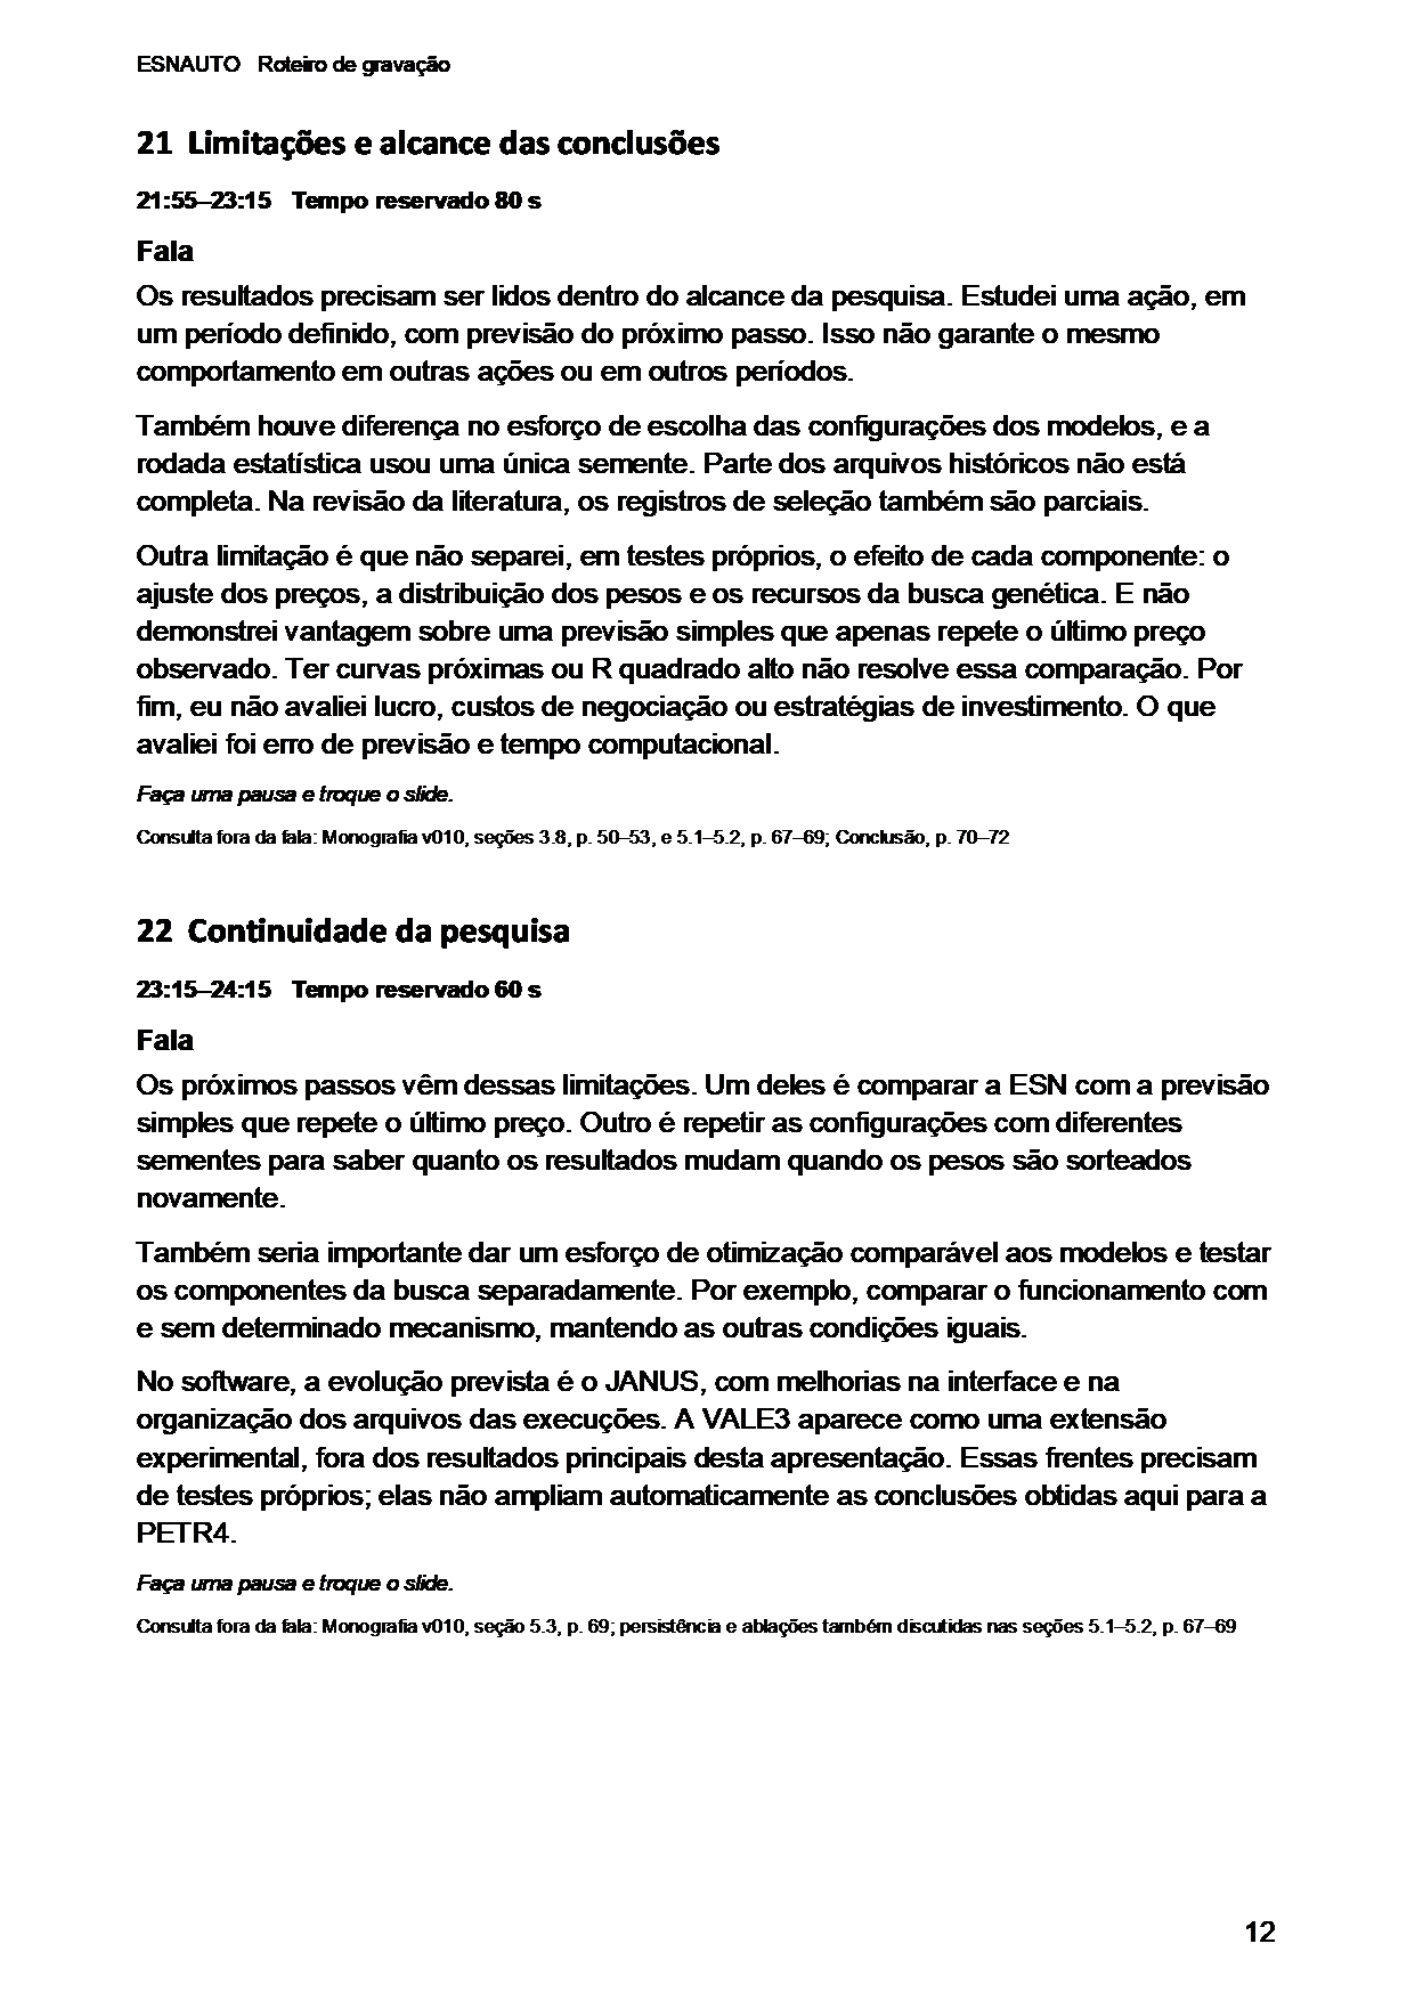 ESNAUTO Roteiro de gravação
21 Limitações e alcance das conclusões
21:55–23:15 Tempo reservado 80 s
Fala
Os resultados precisam ser lidos dentro do alcance da pesquisa. Estudei uma ação, em
um período definido, com previsão do próximo passo. Isso não garante o mesmo
comportamento em outras ações ou em outros períodos.
Também houve diferença no esforço de escolha das configurações dos modelos, e a
rodada estatística usou uma única semente. Parte dos arquivos históricos não está
completa. Na revisão da literatura, os registros de seleção também são parciais.
Outra limitação é que não separei, em testes próprios, o efeito de cada componente: o
ajuste dos preços, a distribuição dos pesos e os recursos da busca genética. E não
demonstrei vantagem sobre uma previsão simples que apenas repete o último preço
observado. Ter curvas próximas ou R quadrado alto não resolve essa comparação. Por
fim, eu não avaliei lucro, custos de negociação ou estratégias de investimento. O que
avaliei foi erro de previsão e tempo computacional.
Faça uma pausa e troque o slide.
Consulta fora da fala: Monografia v010, seções 3.8, p. 50–53, e 5.1–5.2, p. 67–69; Conclusão, p. 70–72
22 Continuidade da pesquisa
23:15–24:15 Tempo reservado 60 s
Fala
Os próximos passos vêm dessas limitações. Um deles é comparar a ESN com a previsão
simples que repete o último preço. Outro é repetir as configurações com diferentes
sementes para saber quanto os resultados mudam quando os pesos são sorteados
novamente.
Também seria importante dar um esforço de otimização comparável aos modelos e testar
os componentes da busca separadamente. Por exemplo, comparar o funcionamento com
e sem determinado mecanismo, mantendo as outras condições iguais.
No software, a evolução prevista é o JANUS, com melhorias na interface e na
organização dos arquivos das execuções. A VALE3 aparece como uma extensão
experimental, fora dos resultados principais desta apresentação. Essas frentes precisam
de testes próprios; elas não ampliam automaticamente as conclusões obtidas aqui para a
PETR4.
Faça uma pausa e troque o slide.
Consulta fora da fala: Monografia v010, seção 5.3, p. 69; persistência e ablações também discutidas nas seções 5.1–5.2, p. 67–69
12